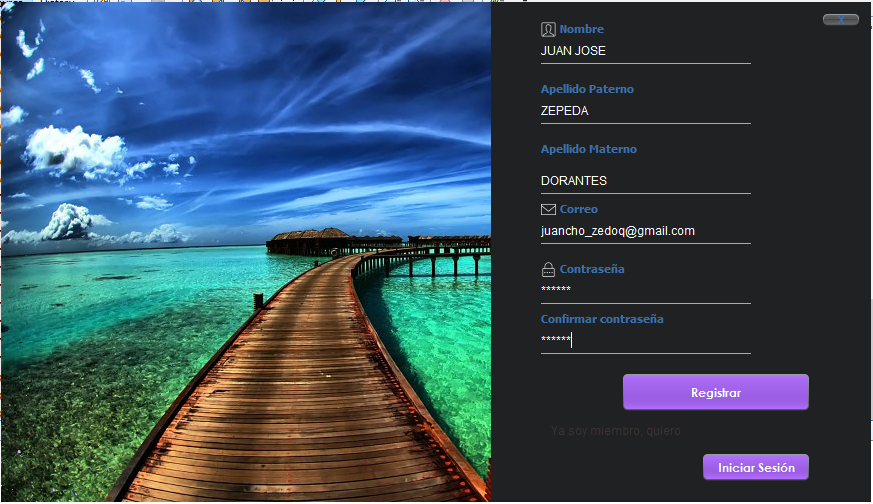 Nombre
JUAN JOSE
Apellido Paterno
ZEPEDA
Apellido Materno
DORANTES
Correo
juancho_zedoq@gmail.com
Contraseña
******
Confirmar contraseña
******
Registrar
Ya soy miembro, quiero
Iniciar Sesión